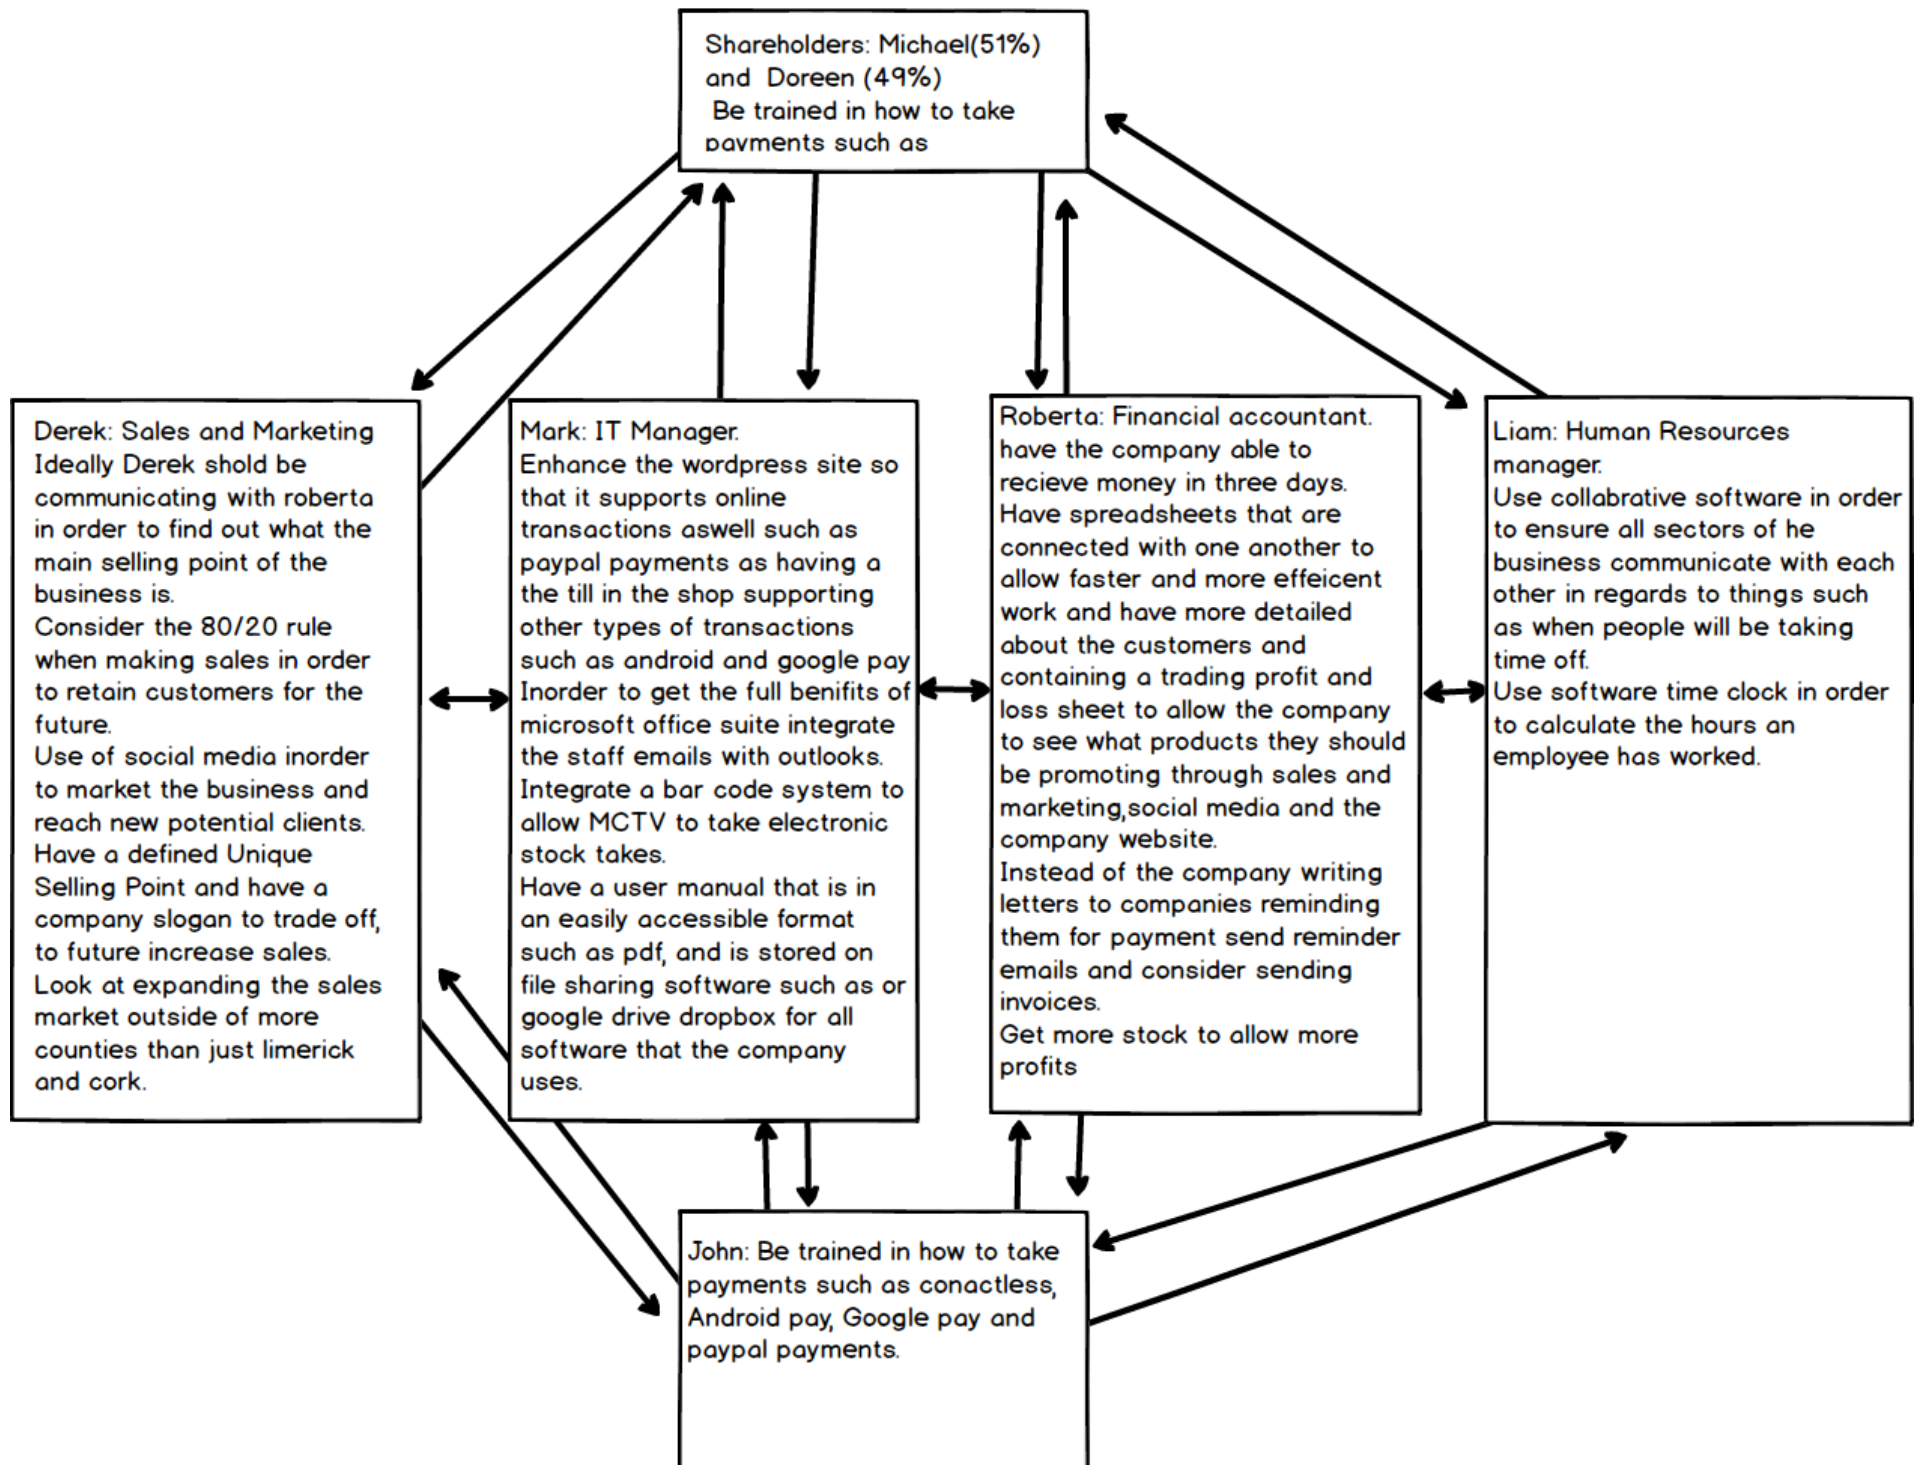 Shareholders: Michael(51%)
and Doreen (49%)
Be trained in how to take
payments such as
Derek: Sales and Marketing
Ideally Derek shold be
communicating with roberta
in order to find out what the
main selling point of the
business is.
Consider the 80/20 rule
when making sales in order
to retain customers for the
future.
Use of social media inorder
to market the business and
reach new potential clients.
Have a defined Unique
Selling Point and have a
company slogan to trade off,
to future increase sales.
Look at expanding the sales
market outside of more
counties than just limerick
and cork.
Mark: IT Manager.
Enhance the wordpress site so
that it supports online
transactions aswell such as
paypal payments as having a
the till in the shop supporting
other types of transactions
such as android and google pay
Inorder to get the full benifits of
microsoft office suite integrate
the staff emails with outlooks.
Integrate a bar code system to
allow MCTV to take electronic
stock takes.
Have a user manual that is in
an easily accessible format
such as pdf, and is stored on
file sharing software such as or
google drive dropbox for all
software that the company
uses.
Roberta: Financial accountant.
have the company able to
recieve money in three days.
Have spreadsheets that are
connected with one another to
allow faster and more effeicent
work and have more detailed
about the customers and
containing a trading profit and
loss sheet to allow the company
to see what products they should
be promoting through sales and
marketing,social media and the
company website.
Instead of the company writing
letters to companies reminding
them for payment send reminder
emails and consider sending
invoices.
Get more stock to allow more
profits
Liam: Human Resources
manager.
Use collabrative software in order
to ensure all sectors of he
business communicate with each
other in regards to things such
as when people will be taking
time off.
Use software time clock in order
to calculate the hours an
employee has worked.
John: Be trained in how to take
payments such as conactless,
Android pay, Google pay and
paypal payments.